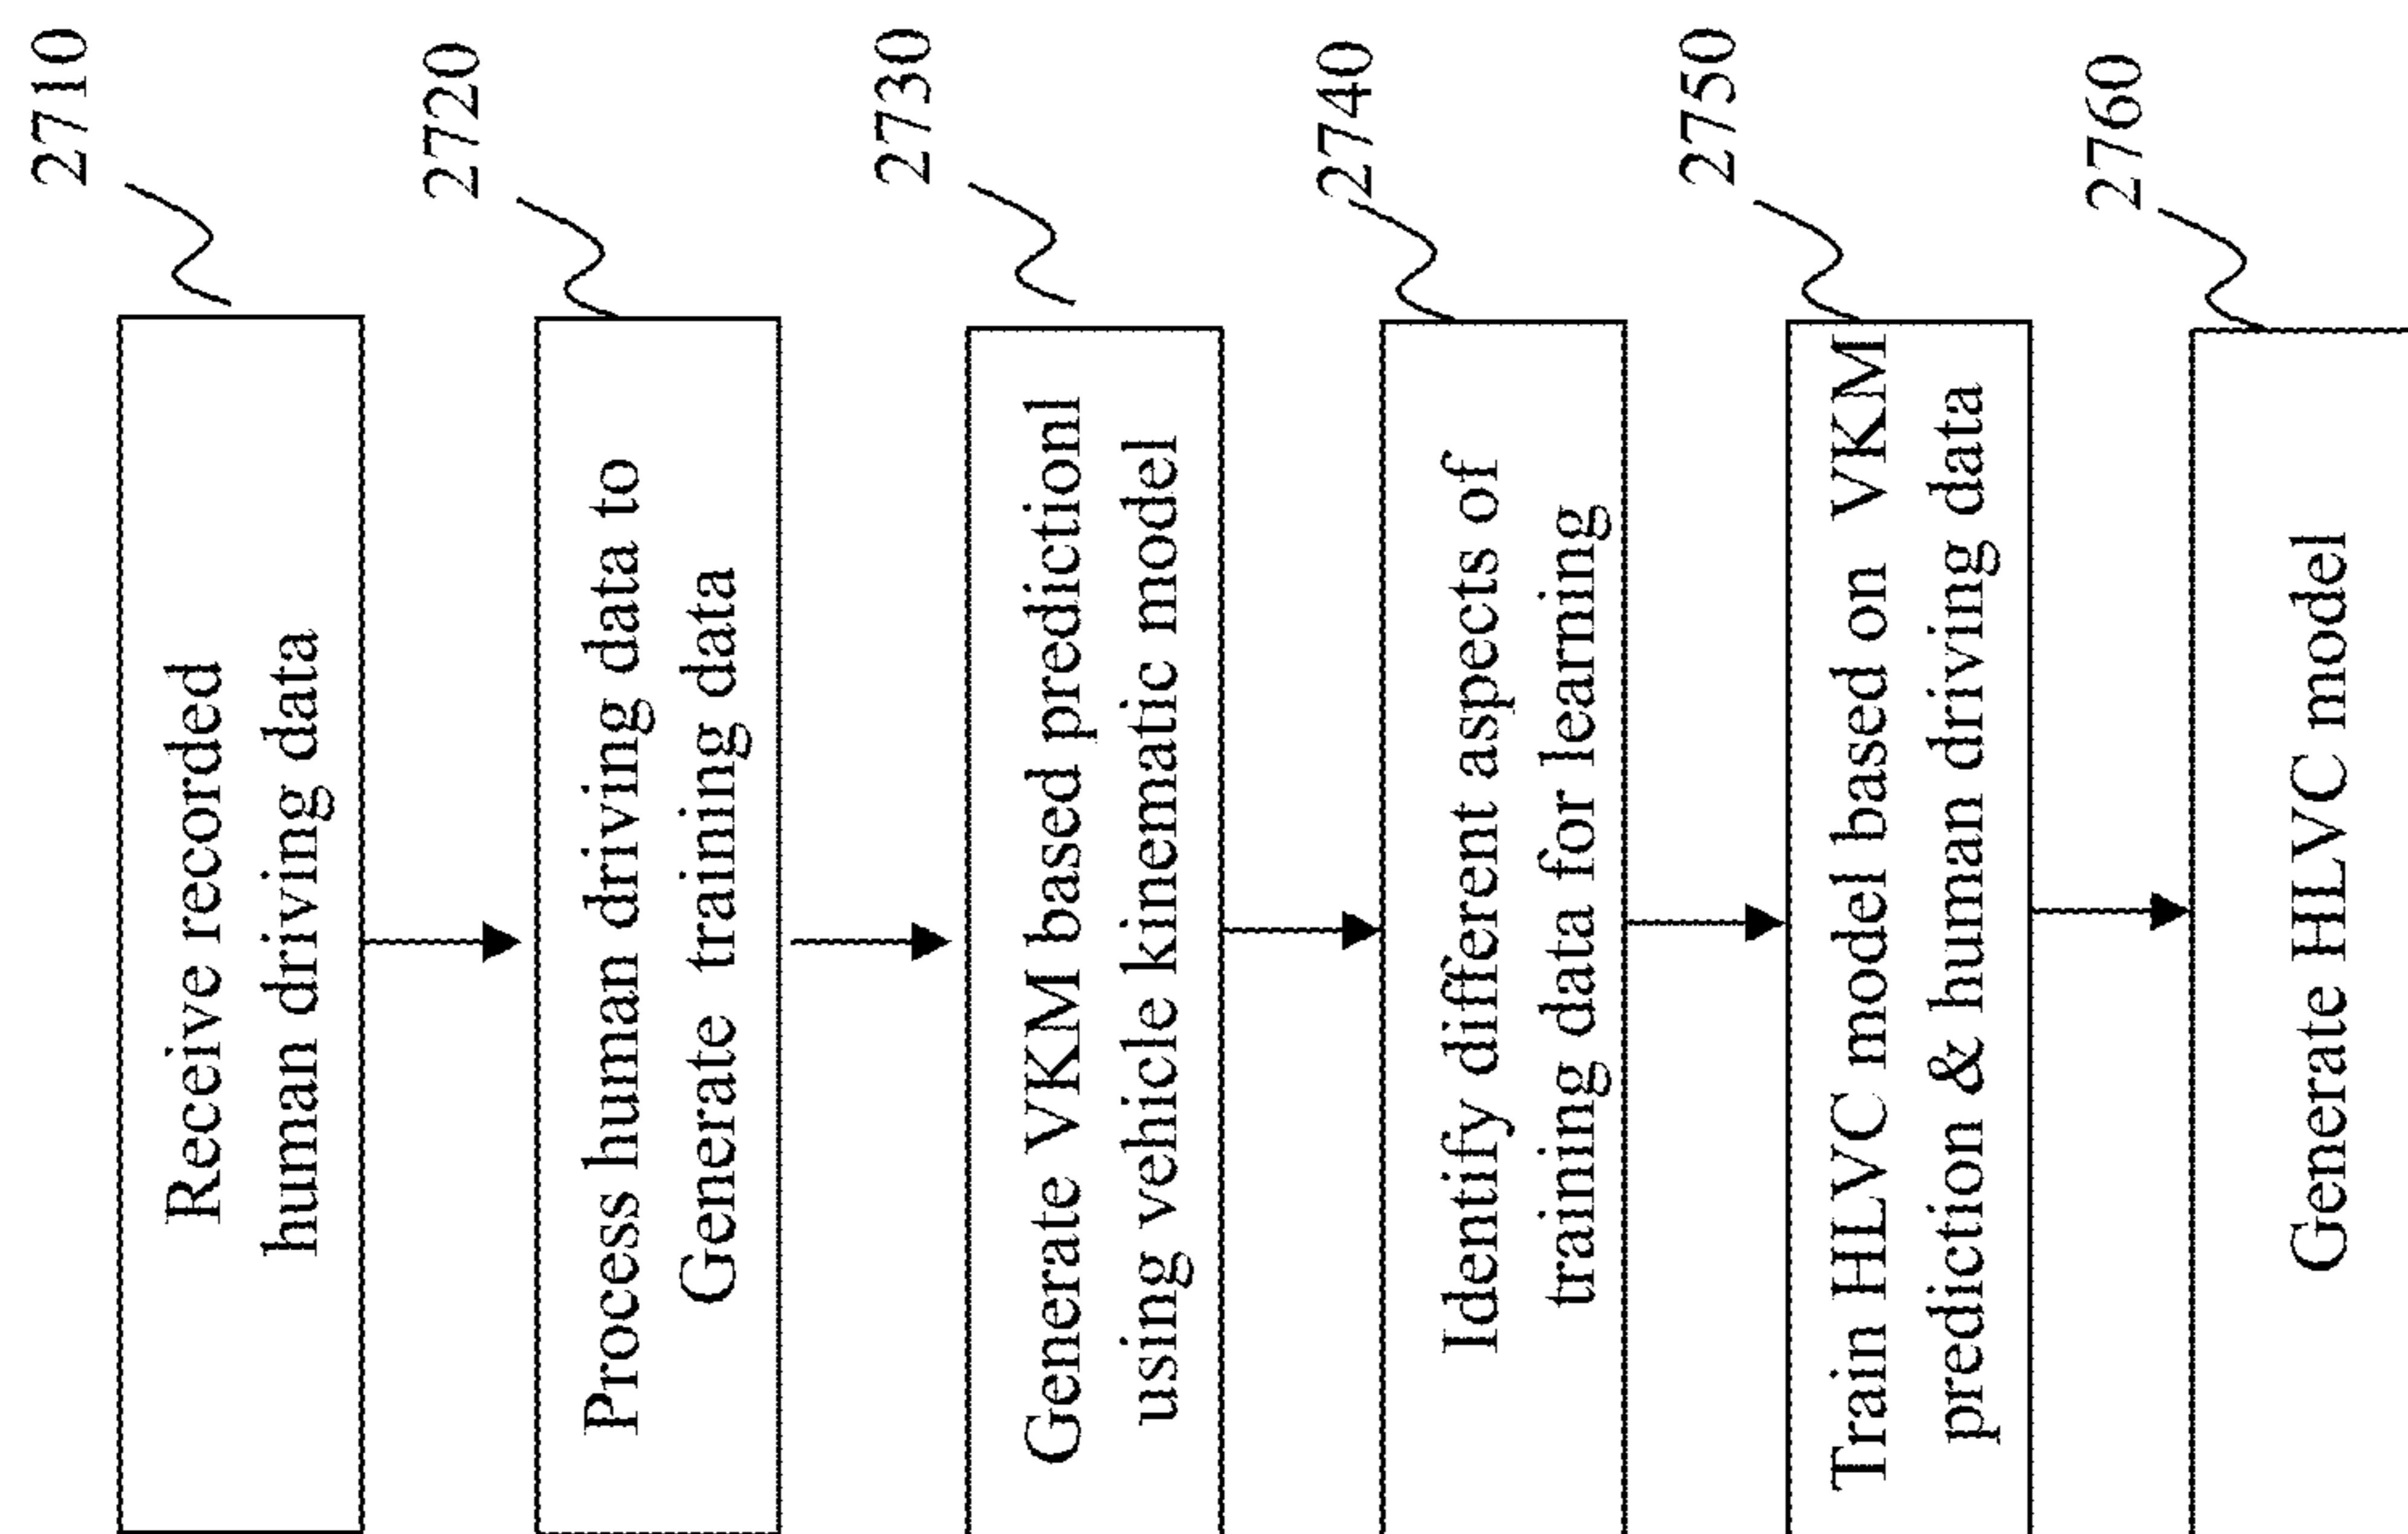 2710
Receive recorded
human driving data
2720
Process human driving data to
Generate training data
2730
Generate VKM based predictionl
using vehicle kinematic model
2740
Identify different aspects of
training data for learning
2750
Train HLVC model based on VKM
prediction & human driving data
2760
Generate HLVC model